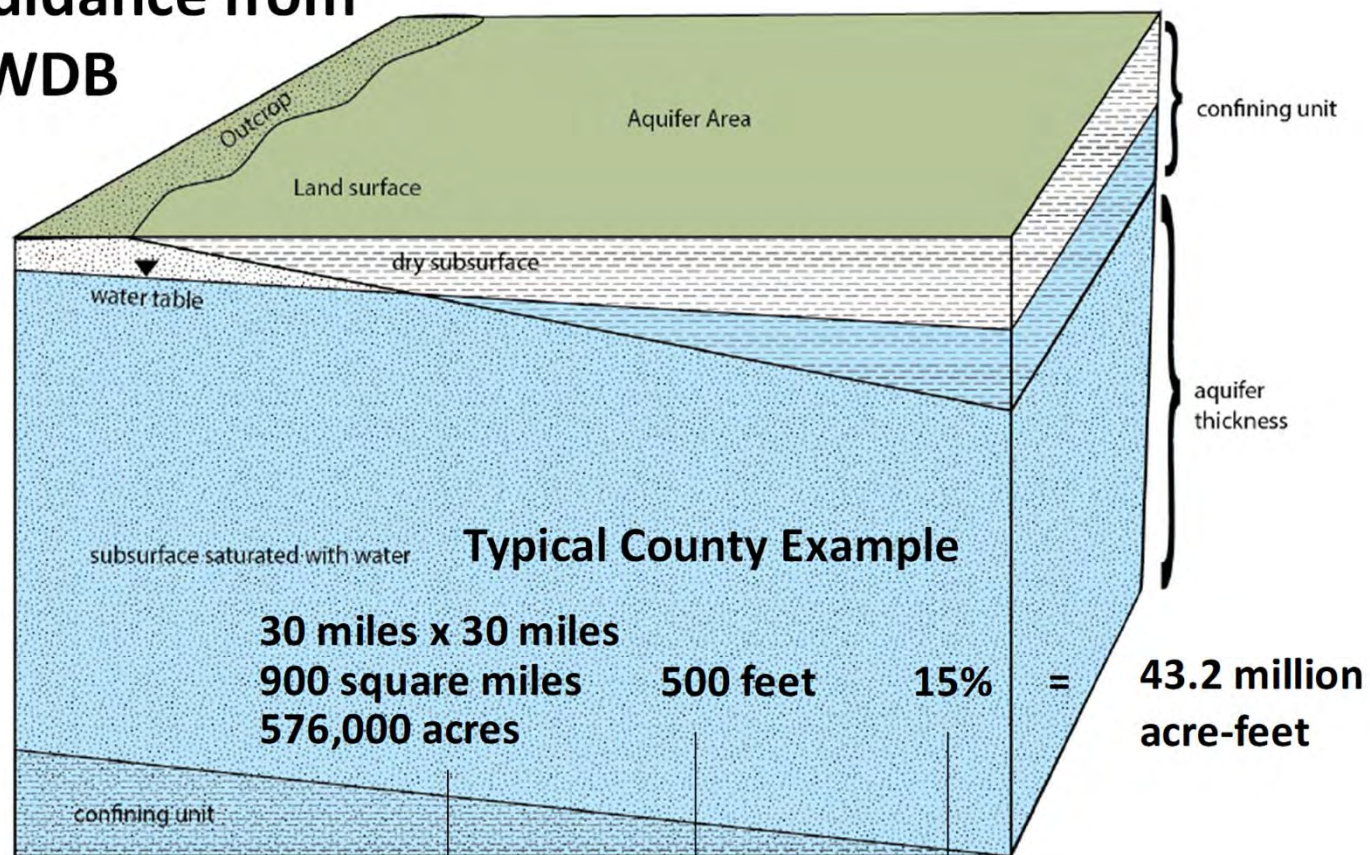 WDB
Outcrop
Aquifer Area
confining unit
Land surface
dry subsurface
water table
aquifer
thickness
subsurface saturated with water
Typical County Example
30 miles x 30 miles
900 square miles
576,000 acres
500 feet
15%
=
43.2 million
acre-feet
confining unit